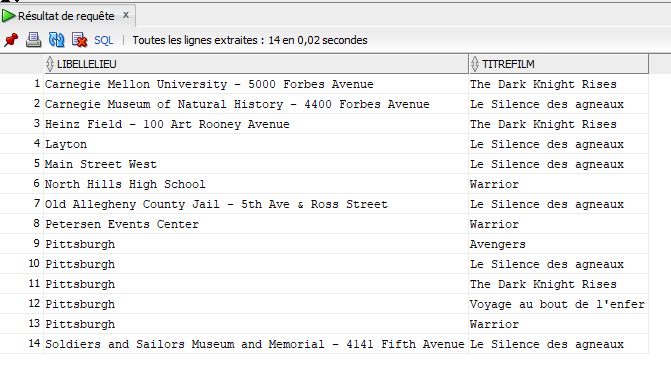 Résultat de requête x
SQL | Toutes les lignes extraites : 14 en 0,02 secondes
LIBELLELIEU TITREFILM
1 Carnegie Mellon University - 5000 Forbes Avenue The Dark Knight Rises
2 Carnegie Museum of Natural History - 4400 Forbes Avenue Le Silence des agneaux
3 Heinz Field - 100 Art Rooney Avenue The Dark Knight Rises
4 Layton Le Silence des agneaux
5 Main Street West Le Silence des agneaux
6 North Hills High School Warrior
7 Old Allegheny County Jail - 5th Ave & Ross Street Le Silence des agneaux
8 Petersen Events Center Warrior
9 Pittsburgh Avengers
10 Pittsburgh Le Silence des agneaux
11 Pittsburgh The Dark Knight Rises
12 Pittsburgh Voyage au bout de l'enfer
13 Pittsburgh Warrior
14 Soldiers and Sailors Museum and Memorial - 4141 Fifth Avenue Le Silence des agneaux